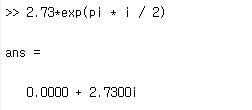 >> 2.73*exp(pi * i / 2)
ans =
0.0000 + 2.7300i